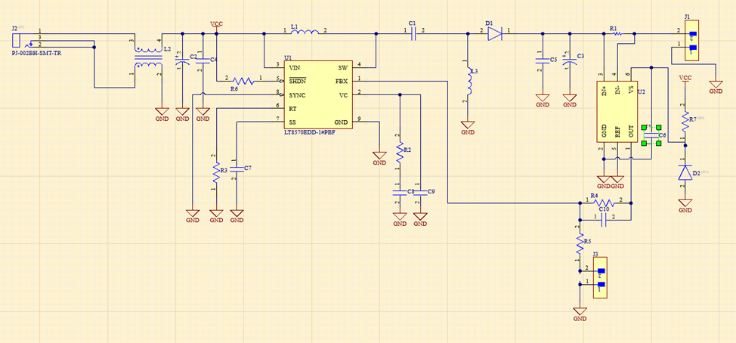 J2
PJ-002BH-SMT-TR
L2
VCC
C2
C4
R6
L1
U1
VIN
SHDN
SYNC
RT
SS
SW
FBX
VC
GND
LT8570EDD-1#PBF
C1
D1
L3
C5
C3
R1
J1
GND
U2
IN+
IN-
VS
GND
REF
OUT
C6
VCC
R7
D2
GND
GND
GND
GND
GND
GND
R3
C7
GND
GND
GND
R2
C9
GND
GND
GND
GND
GND
R4
C10
R5
J3
GND